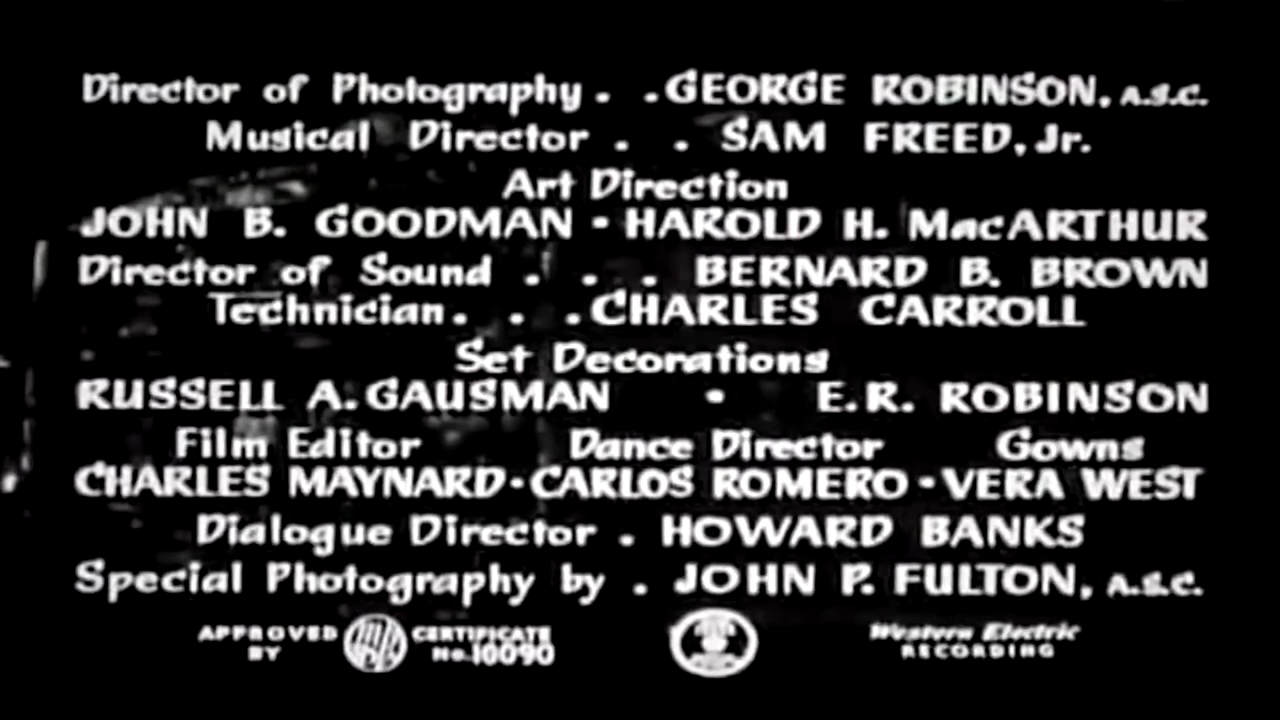 Director of Photography . . GEORGE ROBINSON, A.S.C.
Musical Director . . SAM FREED, Jr.
Art Direction
JOHN B. GOODMAN · HAROLD H. MacARTHUR
Director of Sound . . . BERNARD B. BROWN
Technician . . . CHARLES CARROLL
Set Decorations
RUSSELL A. GAUSMAN · E.R. ROBINSON
Film Editor Dance Director Gowns
CHARLES MAYNARD · CARLOS ROMERO · VERA WEST
Dialogue Director . HOWARD BANKS
Special Photography by . JOHN P. FULTON, A.S.C.
APPROVED BY CERTIFICATE No. 10090
Western Electric RECORDING